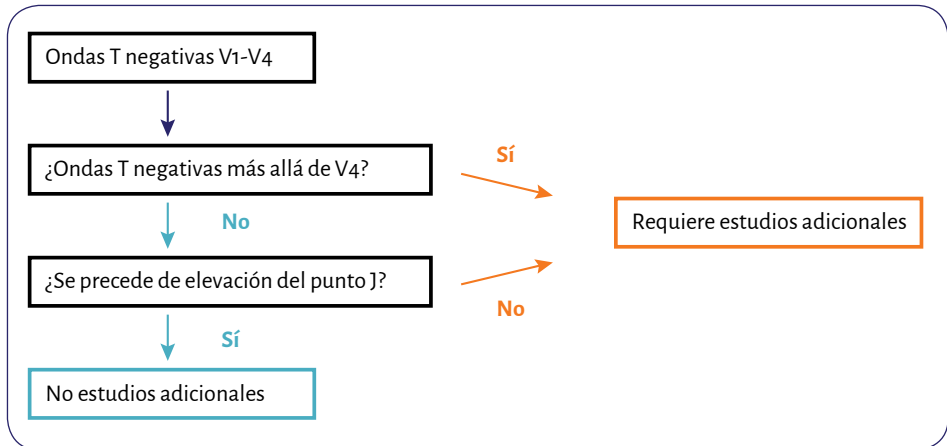 Ondas T negativas V1-V4
¿Ondas T negativas más allá de V4?
Sí
Requiere estudios adicionales
No
¿Se precede de elevación del punto J?
No
Sí
No estudios adicionales